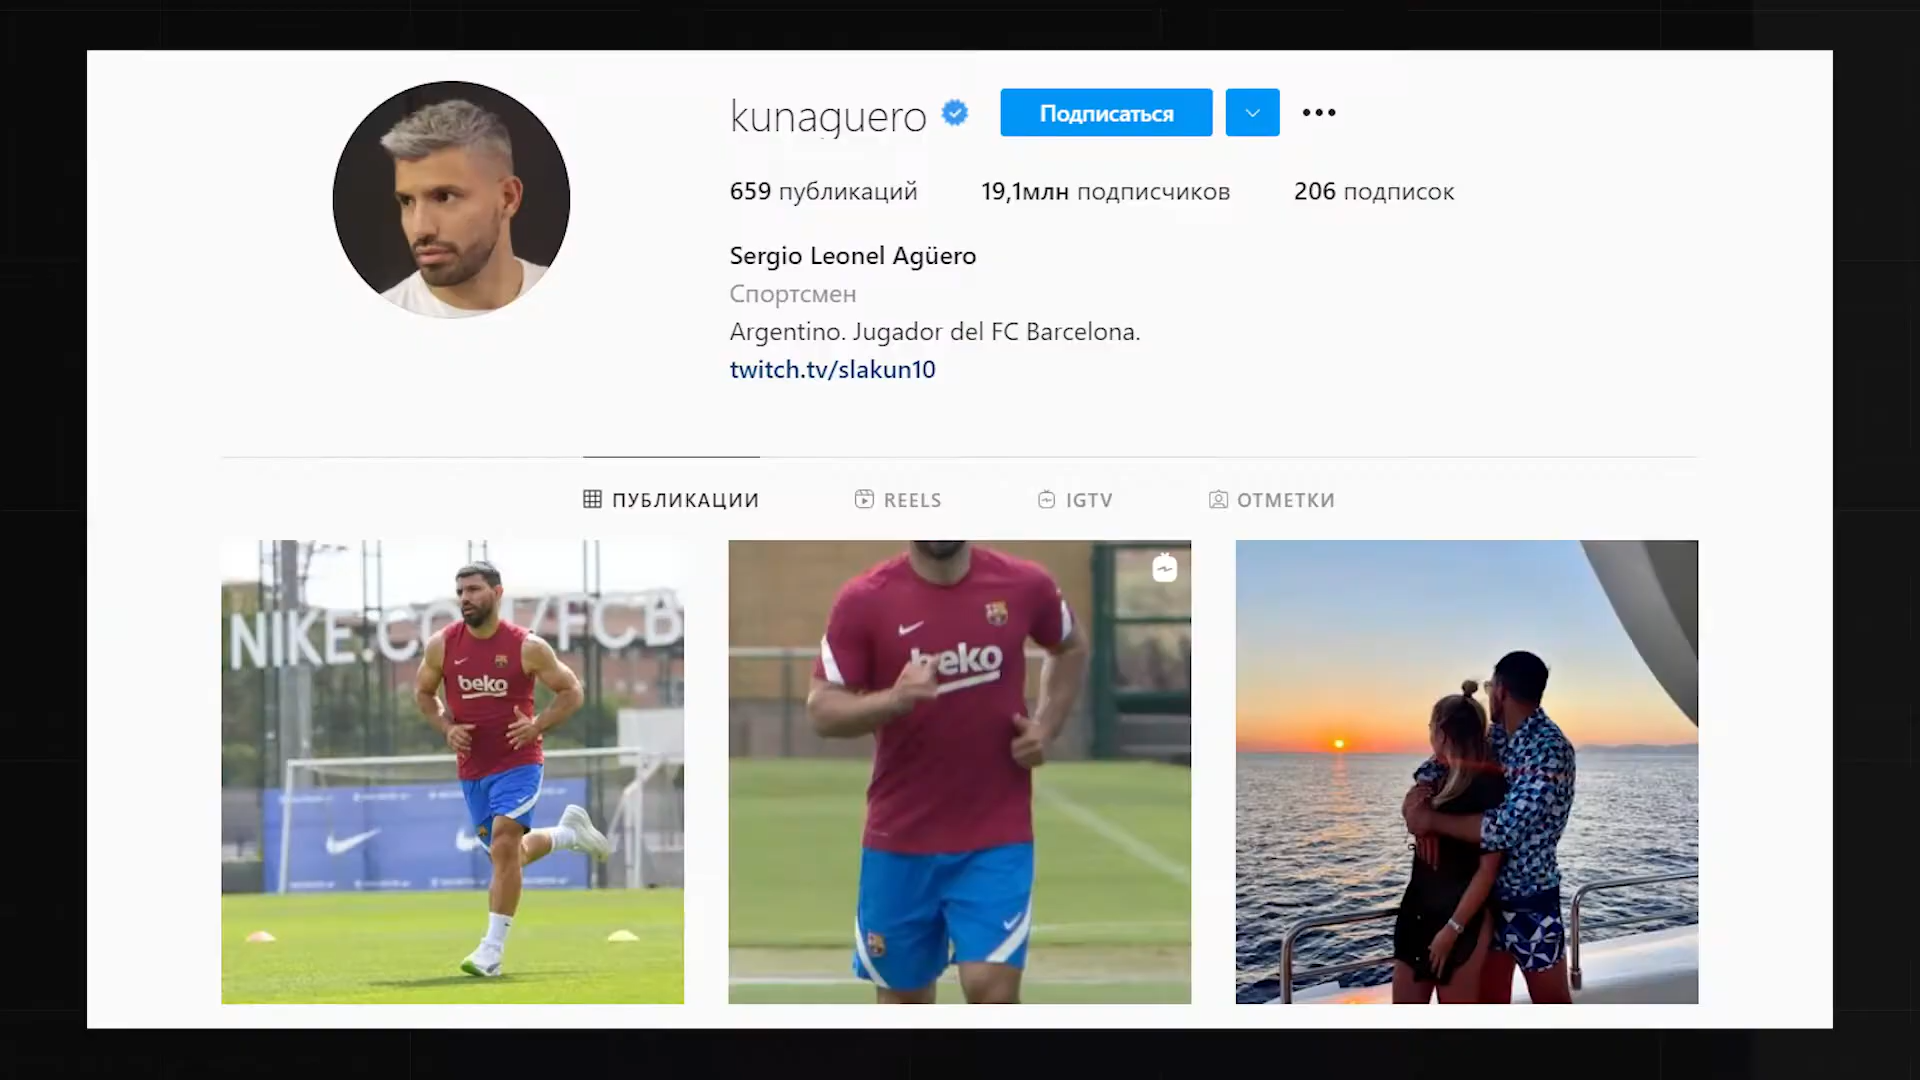 kunaguero
Подписаться
659 публикаций 19,1млн подписчиков 206 подписок
Sergio Leonel Agüero
Спортсмен
Argentino. Jugador del FC Barcelona.
twitch.tv/slakun10
ПУБЛИКАЦИИ REELS IGTV ОТМЕТКИ
NIKE.CO /FCB
beko
beko